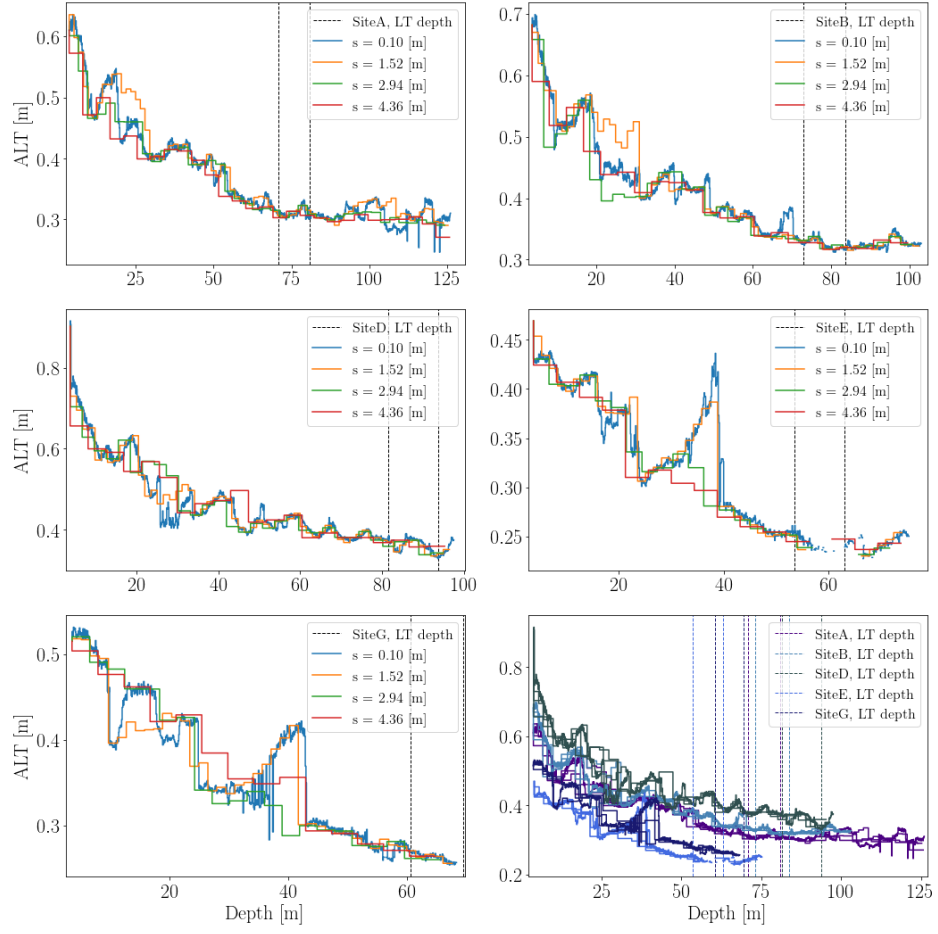 SiteA, LT depth
s = 0.10 [m]
s = 1.52 [m]
s = 2.94 [m]
s = 4.36 [m]
ALT [m]
0.6
0.5
0.4
0.3
25
50
75
100
125
SiteB, LT depth
s = 0.10 [m]
s = 1.52 [m]
s = 2.94 [m]
s = 4.36 [m]
0.7
0.6
0.5
0.4
0.3
20
40
60
80
100
SiteD, LT depth
s = 0.10 [m]
s = 1.52 [m]
s = 2.94 [m]
s = 4.36 [m]
ALT [m]
0.8
0.6
0.4
20
40
60
80
100
SiteE, LT depth
s = 0.10 [m]
s = 1.52 [m]
s = 2.94 [m]
s = 4.36 [m]
0.45
0.40
0.35
0.30
0.25
20
40
60
SiteG, LT depth
s = 0.10 [m]
s = 1.52 [m]
s = 2.94 [m]
s = 4.36 [m]
ALT [m]
0.5
0.4
0.3
20
40
60
Depth [m]
SiteA, LT depth
SiteB, LT depth
SiteD, LT depth
SiteE, LT depth
SiteG, LT depth
0.8
0.6
0.4
0.2
25
50
75
100
125
Depth [m]